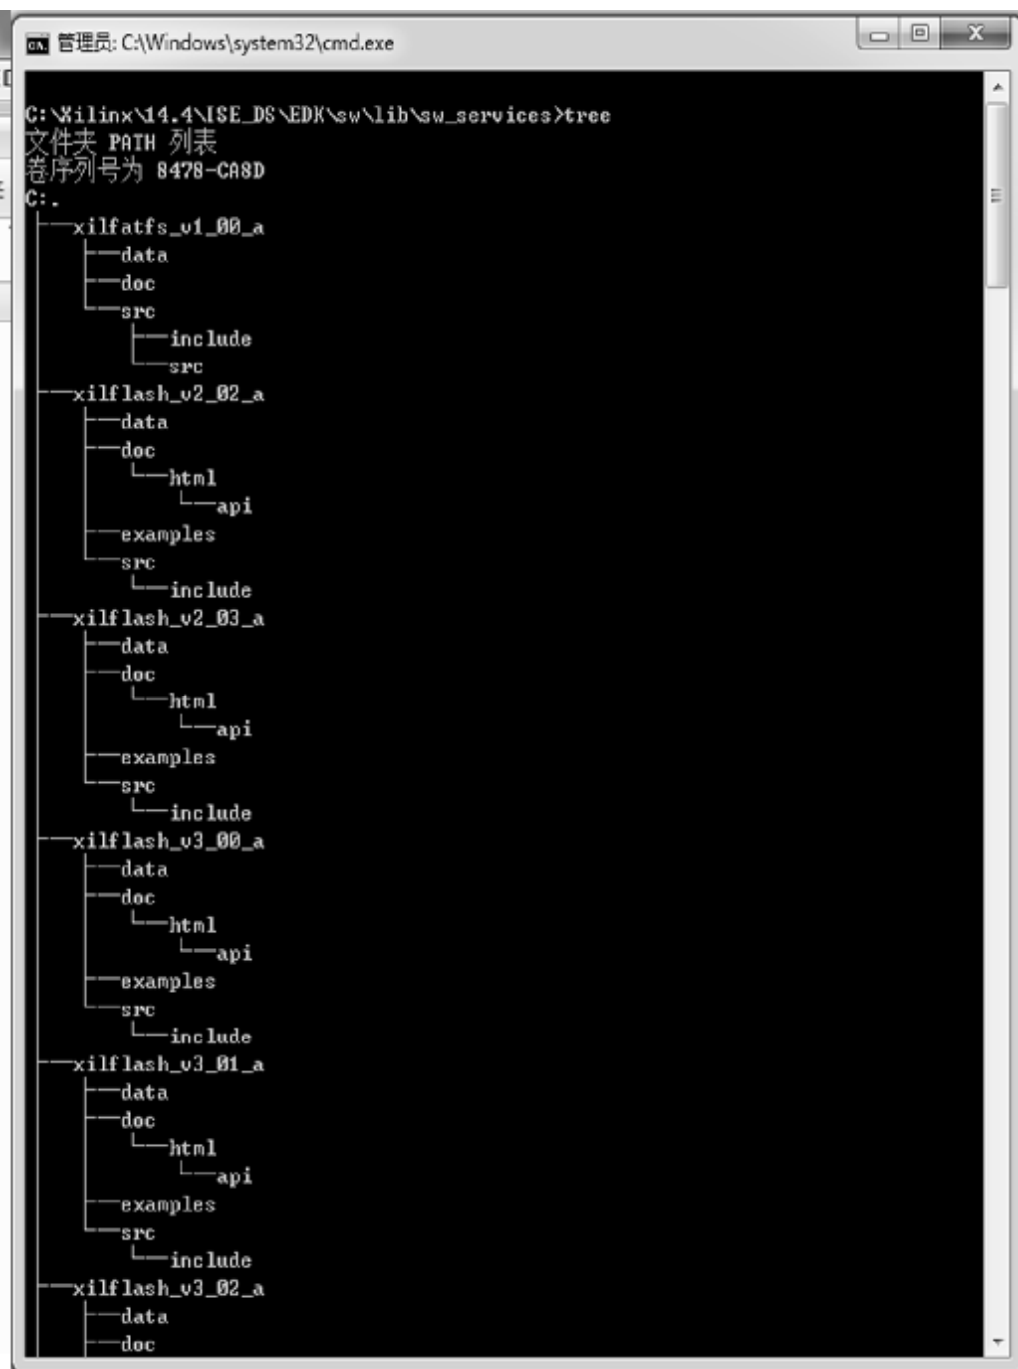 管理员: C:\Windows\system32\cmd.exe
C:\Xilinx\14.4\ISE_DS\EDK\sw\lib\sw_services>tree
文件夹 PATH 列表
卷序列号为 8478-CA8D
C:.
├──xilfatfs_v1_00_a
│  ├──data
│  ├──doc
│  └──src
│      ├──include
│      └──src
├──xilflash_v2_02_a
│  ├──data
│  ├──doc
│  │  └──html
│  │      └──api
│  ├──examples
│  └──src
│      └──include
├──xilflash_v2_03_a
│  ├──data
│  ├──doc
│  │  └──html
│  │      └──api
│  ├──examples
│  └──src
│      └──include
├──xilflash_v3_00_a
│  ├──data
│  ├──doc
│  │  └──html
│  │      └──api
│  ├──examples
│  └──src
│      └──include
├──xilflash_v3_01_a
│  ├──data
│  ├──doc
│  │  └──html
│  │      └──api
│  ├──examples
│  └──src
│      └──include
├──xilflash_v3_02_a
│  ├──data
│  ├──doc